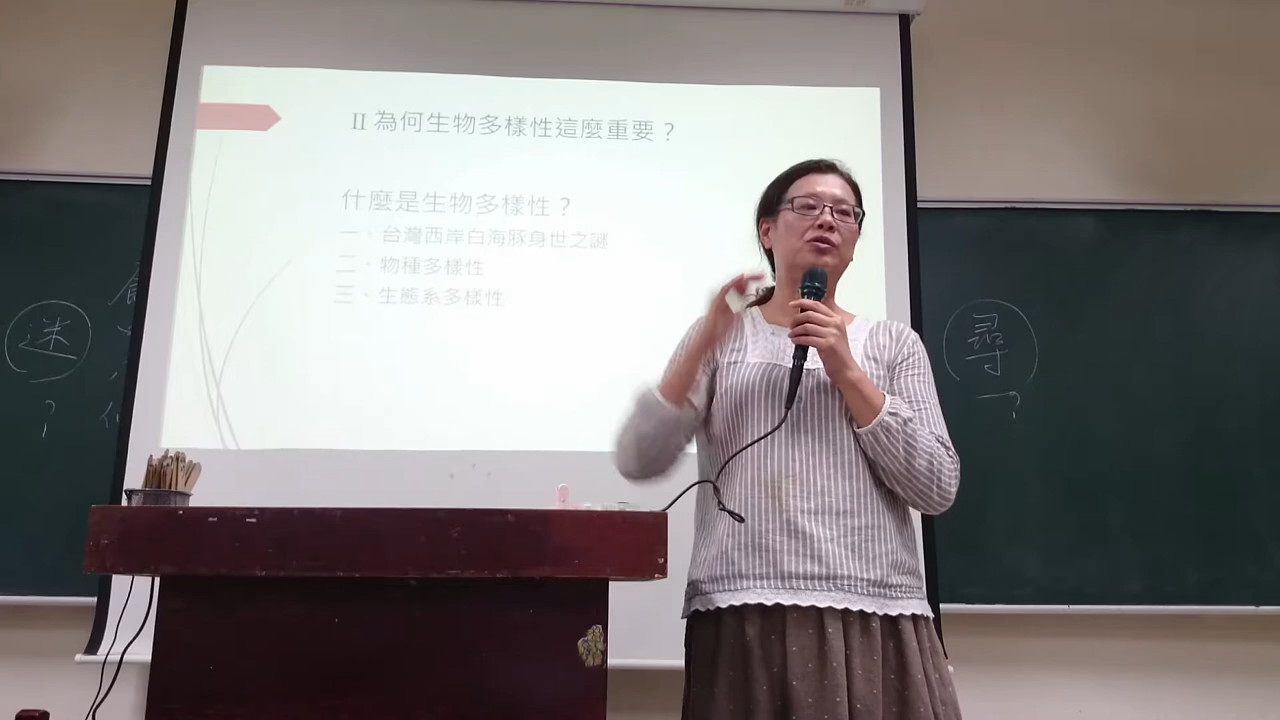 II 為何生物多樣性這麼重要？
什麼是生物多樣性？
一、台灣西岸白海豚身世之謎
二、物種多樣性
三、生態系多樣性
迷
?
尋
?